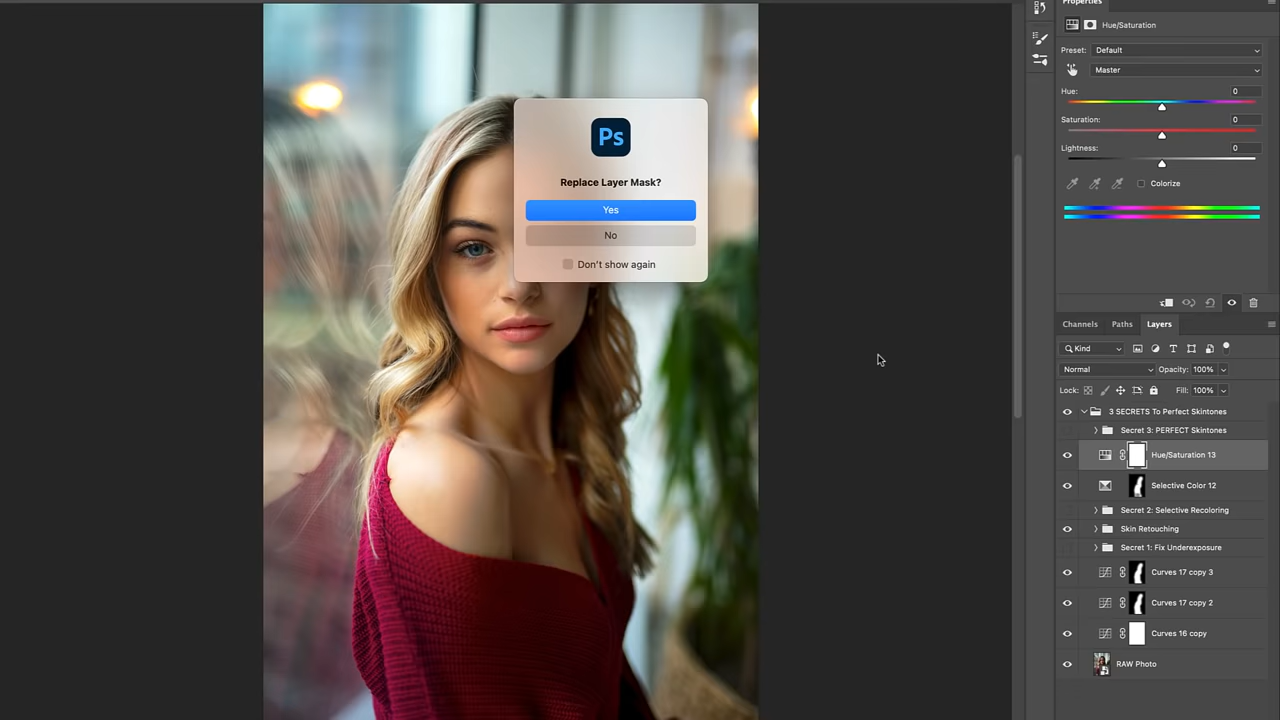 Properties
Hue/Saturation
Preset: Default
Master
Hue: 0
Saturation: 0
Lightness: 0
Colorize
Ps
Replace Layer Mask?
Yes
No
Don't show again
Channels Paths Layers
Kind
Normal Opacity: 100%
Lock: Fill: 100%
3 SECRETS To Perfect Skintones
Secret 3: PERFECT Skintones
Hue/Saturation 13
Selective Color 12
Secret 2: Selective Recoloring
Skin Retouching
Secret 1: Fix Underexposure
Curves 17 copy 3
Curves 17 copy 2
Curves 16 copy
RAW Photo